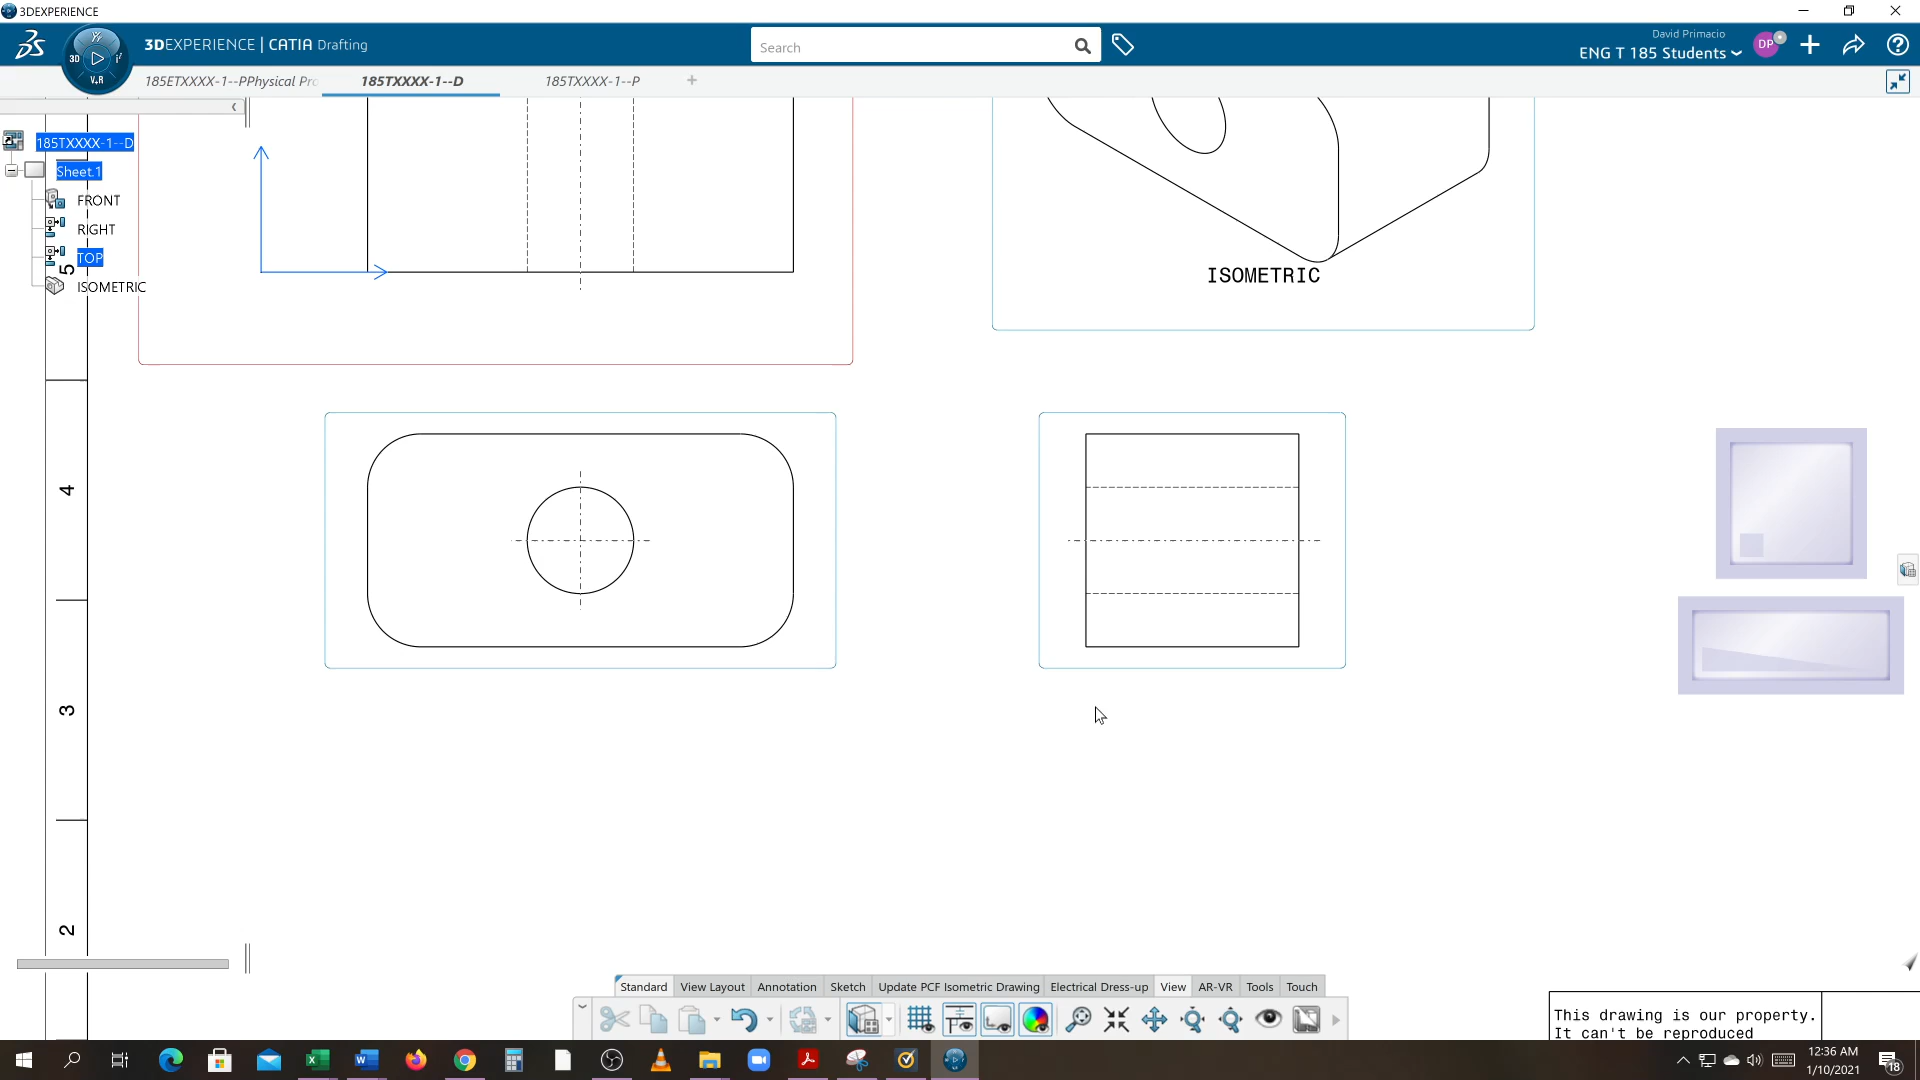 3DEXPERIENCE
3DEXPERIENCE | CATIA Drafting
3D
V.R
Search
David Primacio
ENG T 185 Students
DP
185ETXXXX-1--PPhysical Pro
185TXXXX-1--D
185TXXXX-1--P
185TXXXX-1--D
Sheet.1
FRONT
RIGHT
TOP
ISOMETRIC
5
4
3
2
ISOMETRIC
This drawing is our property.
It can't be reproduced
Standard
View Layout
Annotation
Sketch
Update PCF Isometric Drawing
Electrical Dress-up
View
AR-VR
Tools
Touch
12:36 AM
1/10/2021
18